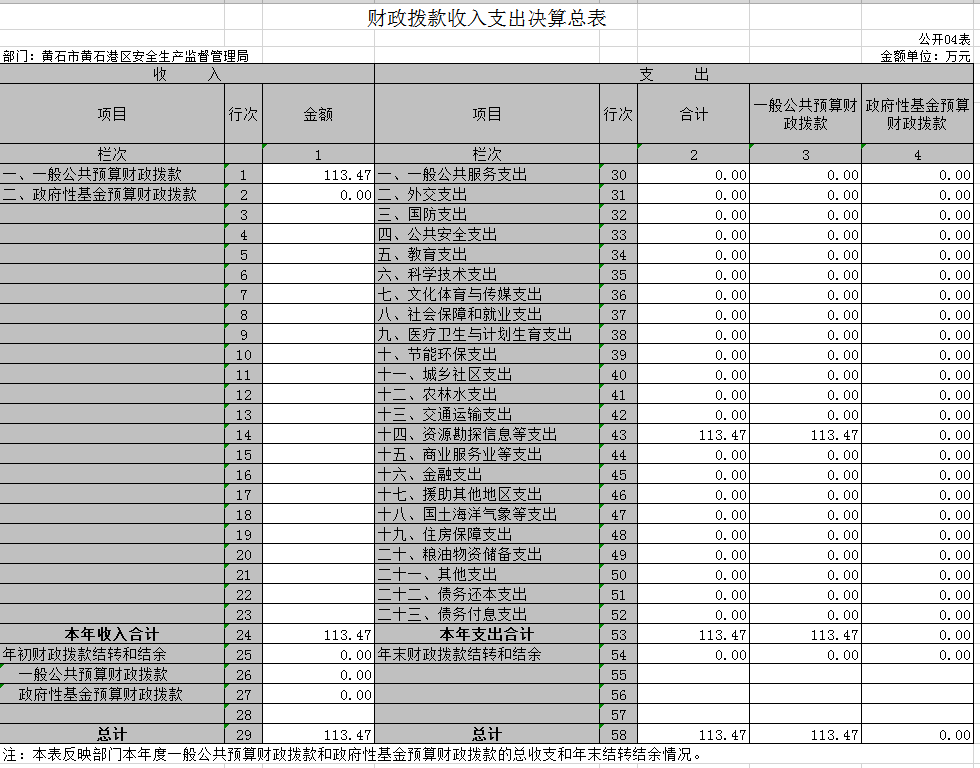 财政拨款收入支出决算总表
公开04表
部门：黄石市黄石港区安全生产监督管理局 金额单位：万元
收 入 支 出
项目 行次 金额 项目 行次 合计 一般公共预算财政拨款 政府性基金预算财政拨款
栏次 1 栏次 2 3 4
一、一般公共预算财政拨款 1 113.47 一、一般公共服务支出 30 0.00 0.00 0.00
二、政府性基金预算财政拨款 2 0.00 二、外交支出 31 0.00 0.00 0.00
3 三、国防支出 32 0.00 0.00 0.00
4 四、公共安全支出 33 0.00 0.00 0.00
5 五、教育支出 34 0.00 0.00 0.00
6 六、科学技术支出 35 0.00 0.00 0.00
7 七、文化体育与传媒支出 36 0.00 0.00 0.00
8 八、社会保障和就业支出 37 0.00 0.00 0.00
9 九、医疗卫生与计划生育支出 38 0.00 0.00 0.00
10 十、节能环保支出 39 0.00 0.00 0.00
11 十一、城乡社区支出 40 0.00 0.00 0.00
12 十二、农林水支出 41 0.00 0.00 0.00
13 十三、交通运输支出 42 0.00 0.00 0.00
14 十四、资源勘探信息等支出 43 113.47 113.47 0.00
15 十五、商业服务业等支出 44 0.00 0.00 0.00
16 十六、金融支出 45 0.00 0.00 0.00
17 十七、援助其他地区支出 46 0.00 0.00 0.00
18 十八、国土海洋气象等支出 47 0.00 0.00 0.00
19 十九、住房保障支出 48 0.00 0.00 0.00
20 二十、粮油物资储备支出 49 0.00 0.00 0.00
21 二十一、其他支出 50 0.00 0.00 0.00
22 二十二、债务还本支出 51 0.00 0.00 0.00
23 二十三、债务付息支出 52 0.00 0.00 0.00
本年收入合计 24 113.47 本年支出合计 53 113.47 113.47 0.00
年初财政拨款结转和结余 25 0.00 年末财政拨款结转和结余 54 0.00 0.00 0.00
一般公共预算财政拨款 26 0.00 55
政府性基金预算财政拨款 27 0.00 56
28 57
总计 29 113.47 总计 58 113.47 113.47 0.00
注：本表反映部门本年度一般公共预算财政拨款和政府性基金预算财政拨款的总收支和年末结转结余情况。